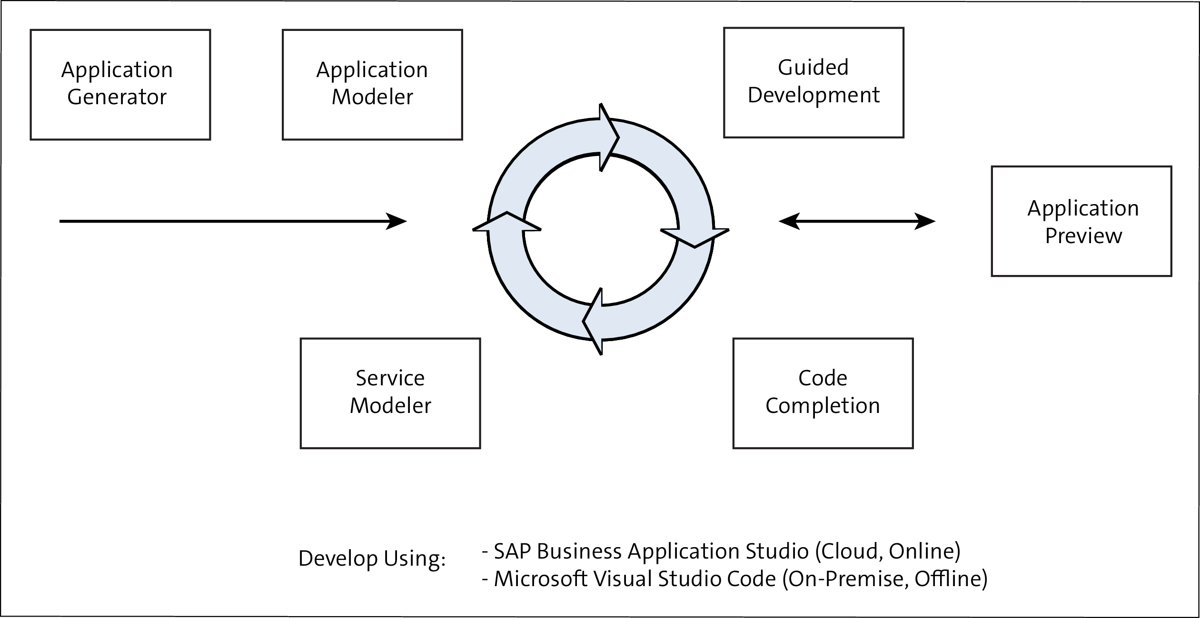 Application
Generator
Application
Modeler
Guided
Development
Application
Preview
Service
Modeler
Code
Completion
Develop Using:
- SAP Business Application Studio (Cloud, Online)
- Microsoft Visual Studio Code (On-Premise, Offline)